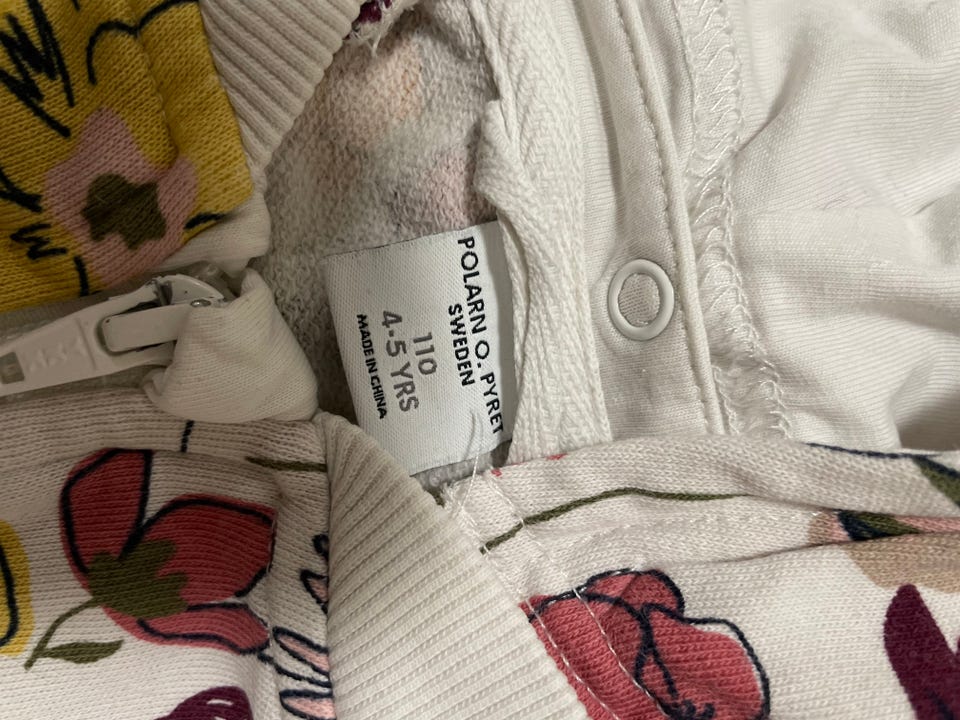 POLARN O. PYRET
SWEDEN
110
4-5 YRS
MADE IN CHINA